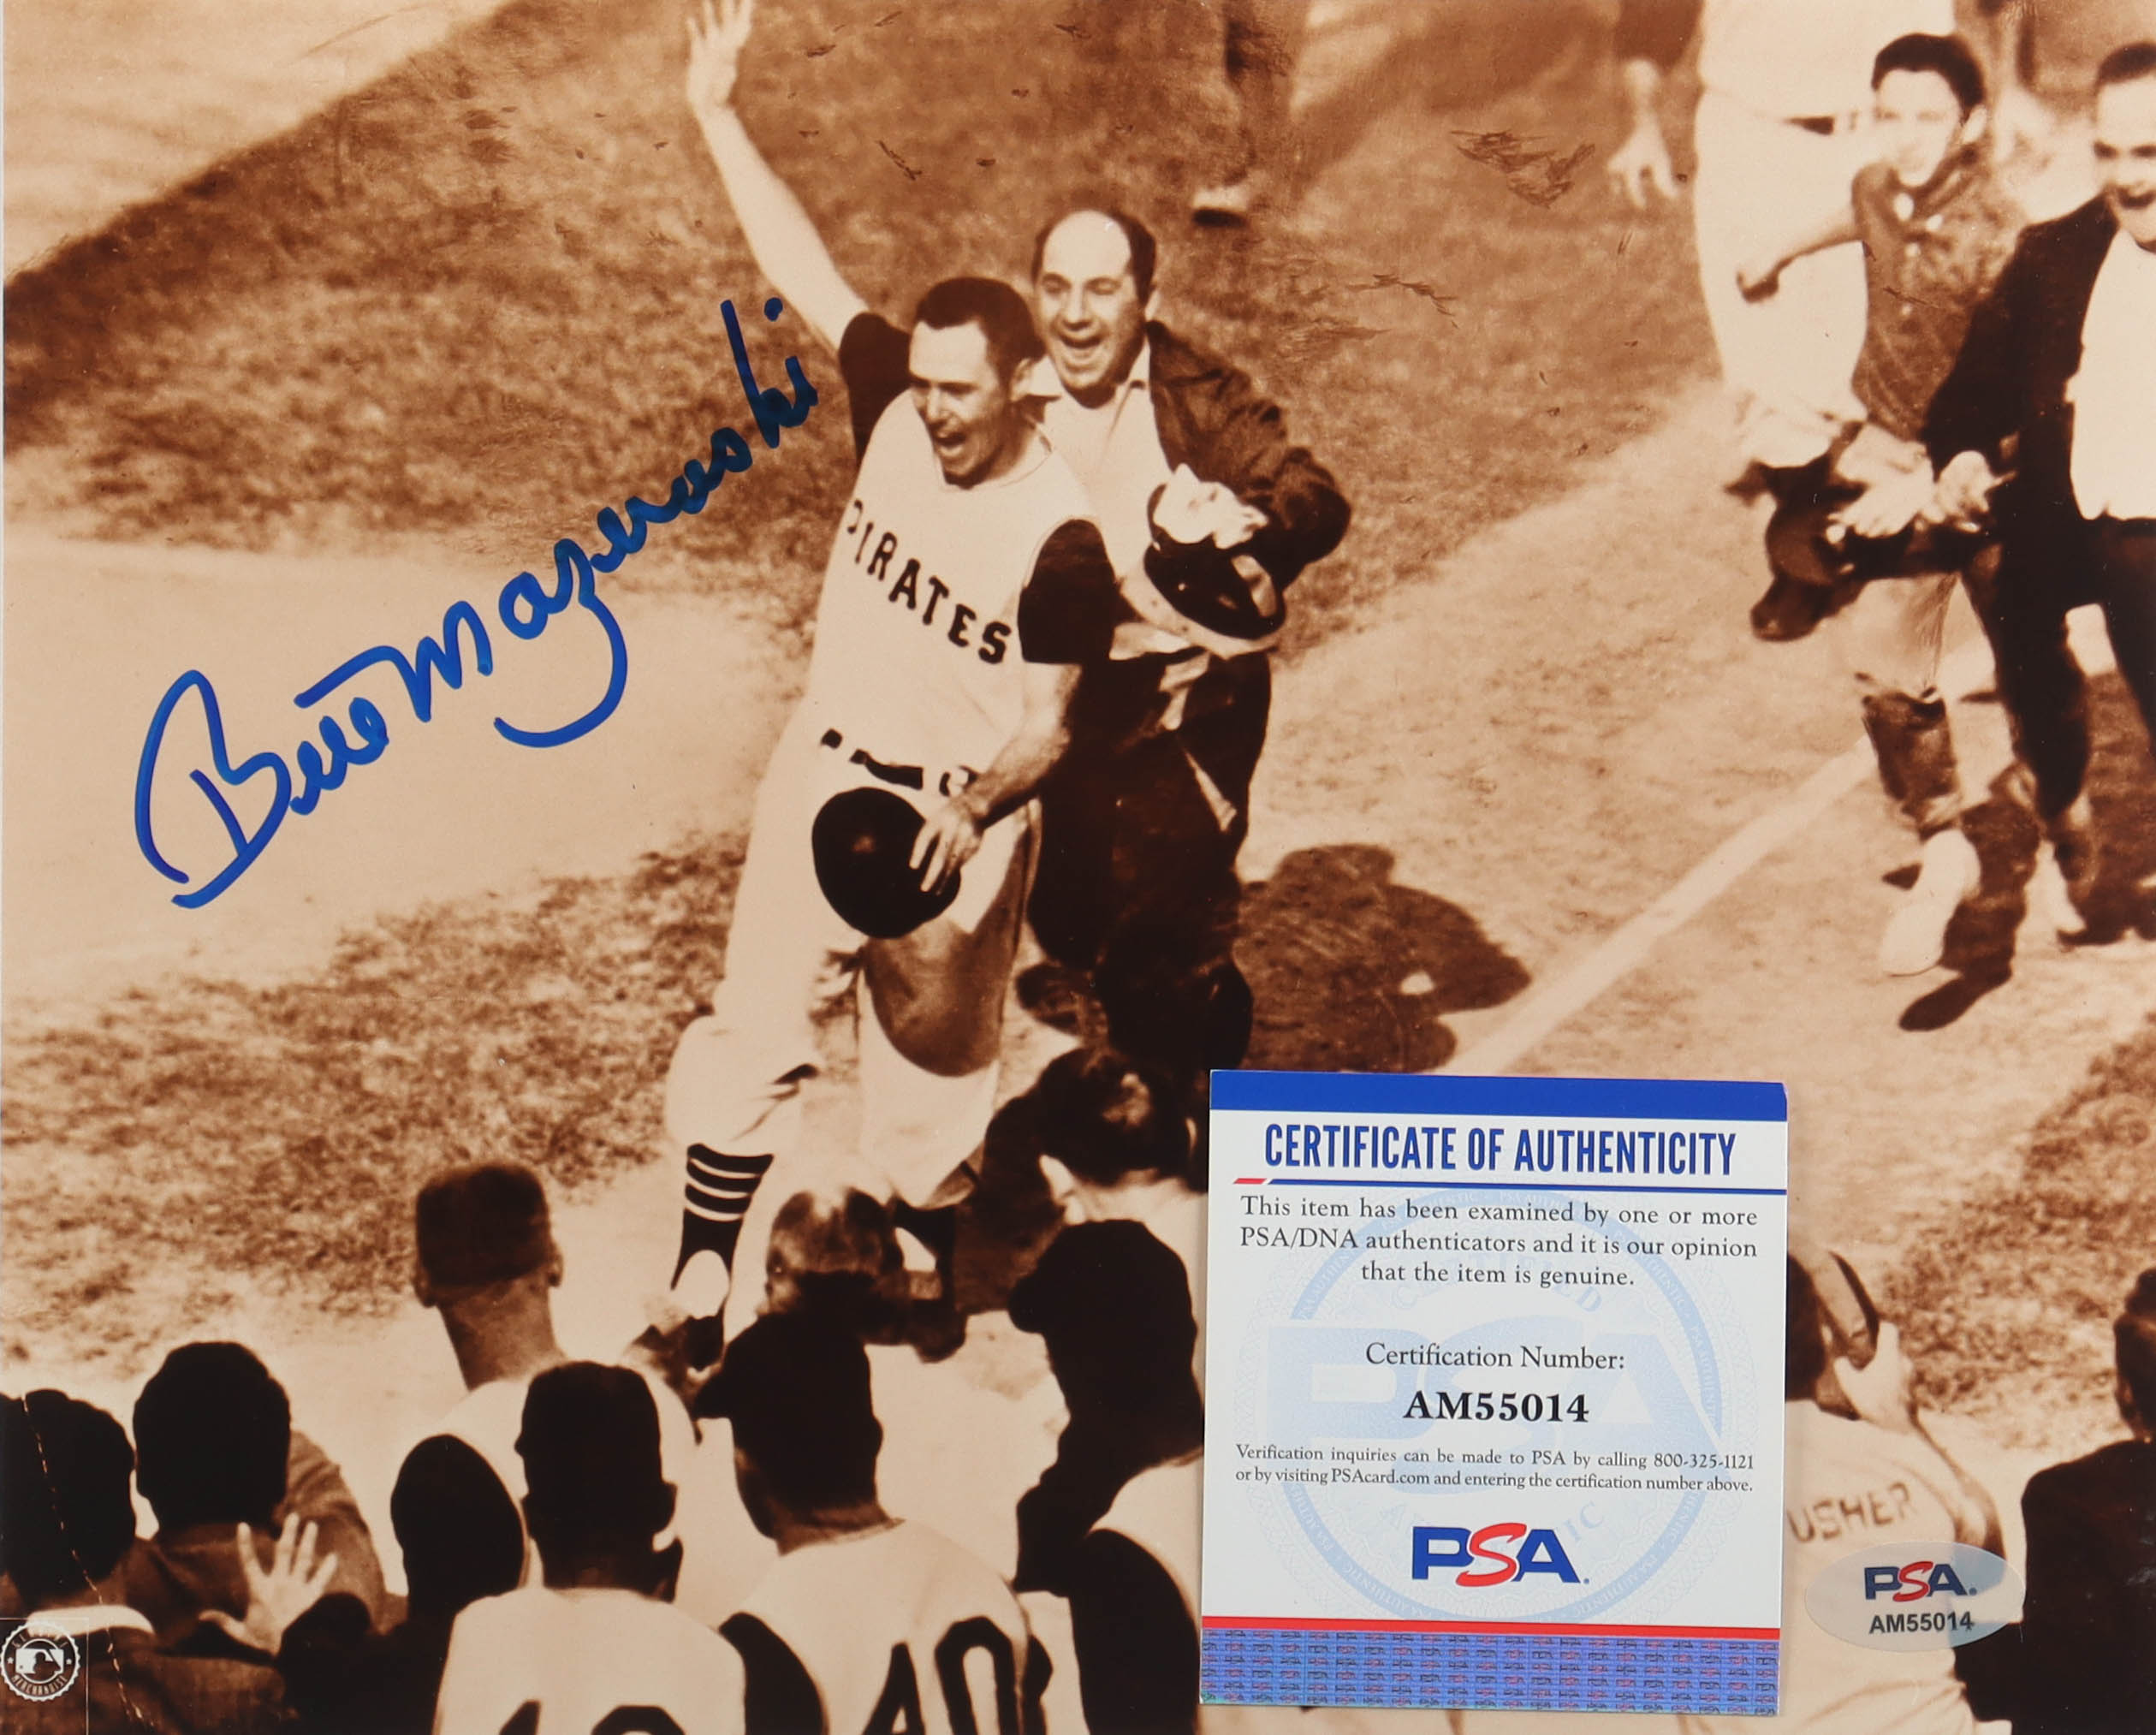 Bill Mazeroski
PIRATES
CERTIFICATE OF AUTHENTICITY
This item has been examined by one or more
PSA/DNA authenticators and it is our opinion
that the item is genuine.
Certification Number:
AM55014
Verification inquiries can be made to PSA by calling 800-325-1121
or by visiting PSAcard.com and entering the certification number above.
PSA
USHER
PSA
AM55014
40